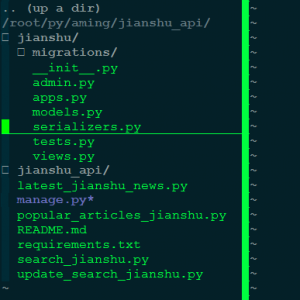 .. (up a dir)
/root/py/aming/jianshu_api/
jianshu/
migrations/
__init__.py
admin.py
apps.py
models.py
serializers.py
tests.py
views.py
jianshu_api/
latest_jianshu_news.py
manage.py*
popular_articles_jianshu.py
README.md
requirements.txt
search_jianshu.py
update_search_jianshu.py